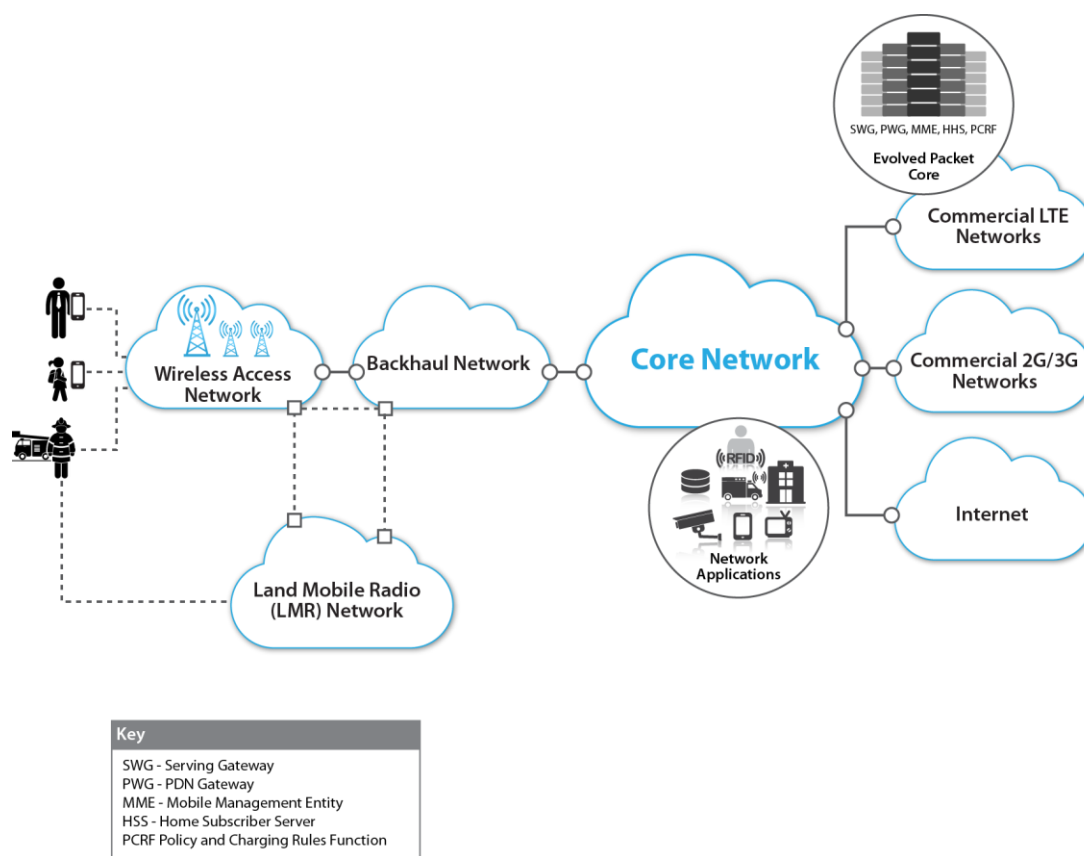 SWG, PWG, MME, HHS, PCRF
Evolved Packet
Core
Commercial LTE
Networks
Wireless Access
Network
Backhaul Network
Core Network
Commercial 2G/3G
Networks
RFID
Network
Applications
Internet
Land Mobile Radio
(LMR) Network
Key
SWG - Serving Gateway
PWG - PDN Gateway
MME - Mobile Management Entity
HSS - Home Subscriber Server
PCRF Policy and Charging Rules Function